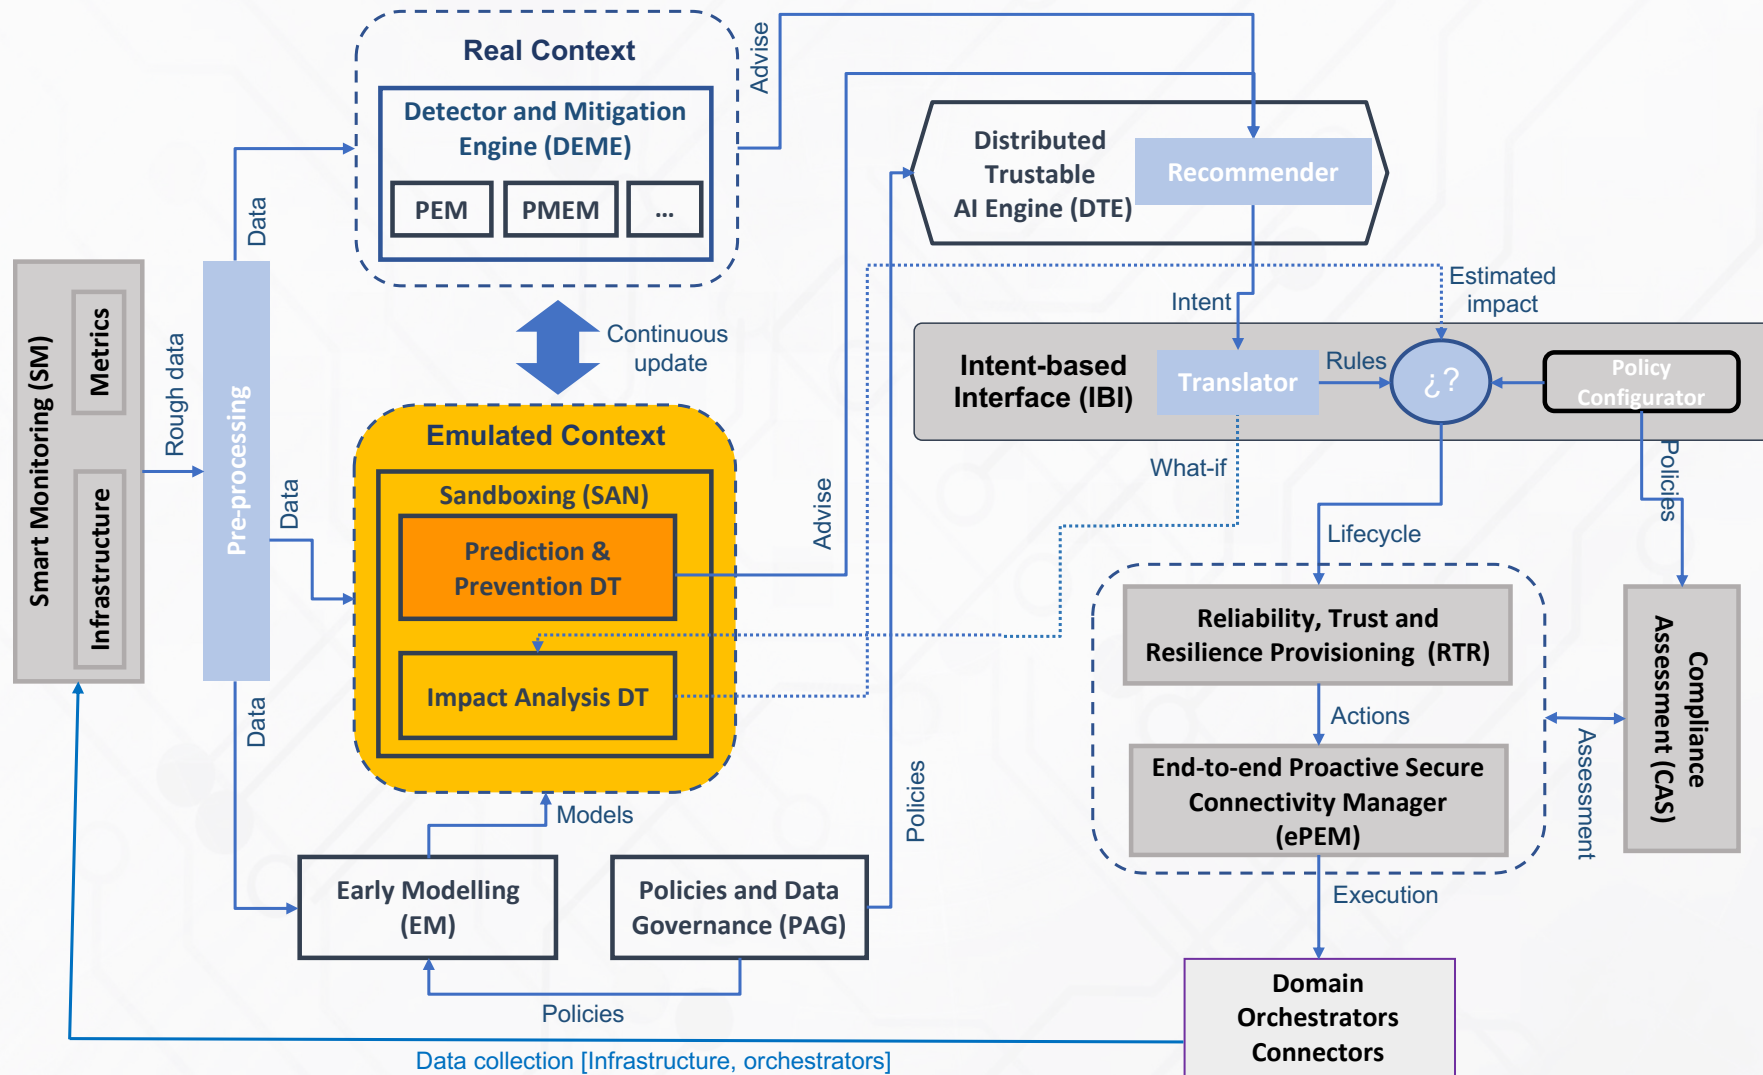 Real Context
Detector and Mitigation
Engine (DEME)
PEM
PMEM
...
Advise
Distributed
Trustable
AI Engine (DTE)
Recommender
Data
Smart Monitoring (SM)
Metrics
Infrastructure
Rough data
Pre-processing
Continuous
update
Intent
Estimated
impact
Intent-based
Interface (IBI)
Translator
Rules
¿?
Policy
Configurator
Emulated Context
Sandboxing (SAN)
Prediction &
Prevention DT
Impact Analysis DT
Data
Advise
What-if
Policies
Lifecycle
Reliability, Trust and
Resilience Provisioning (RTR)
Actions
End-to-end Proactive Secure
Connectivity Manager
(ePEM)
Compliance
Assessment (CAS)
Assessment
Data
Models
Policies
Early Modelling
(EM)
Policies and Data
Governance (PAG)
Execution
Policies
Domain
Orchestrators
Connectors
Data collection [Infrastructure, orchestrators]